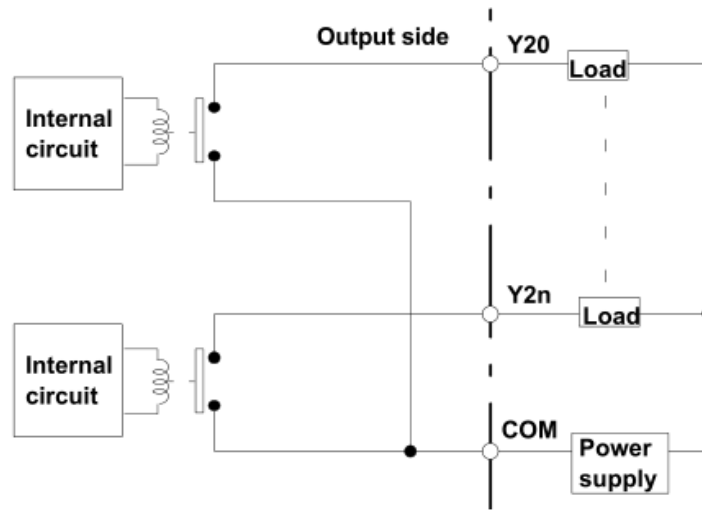 Output side
Y20
Load
Internal
circuit
Y2n
Load
Internal
circuit
COM
Power
supply